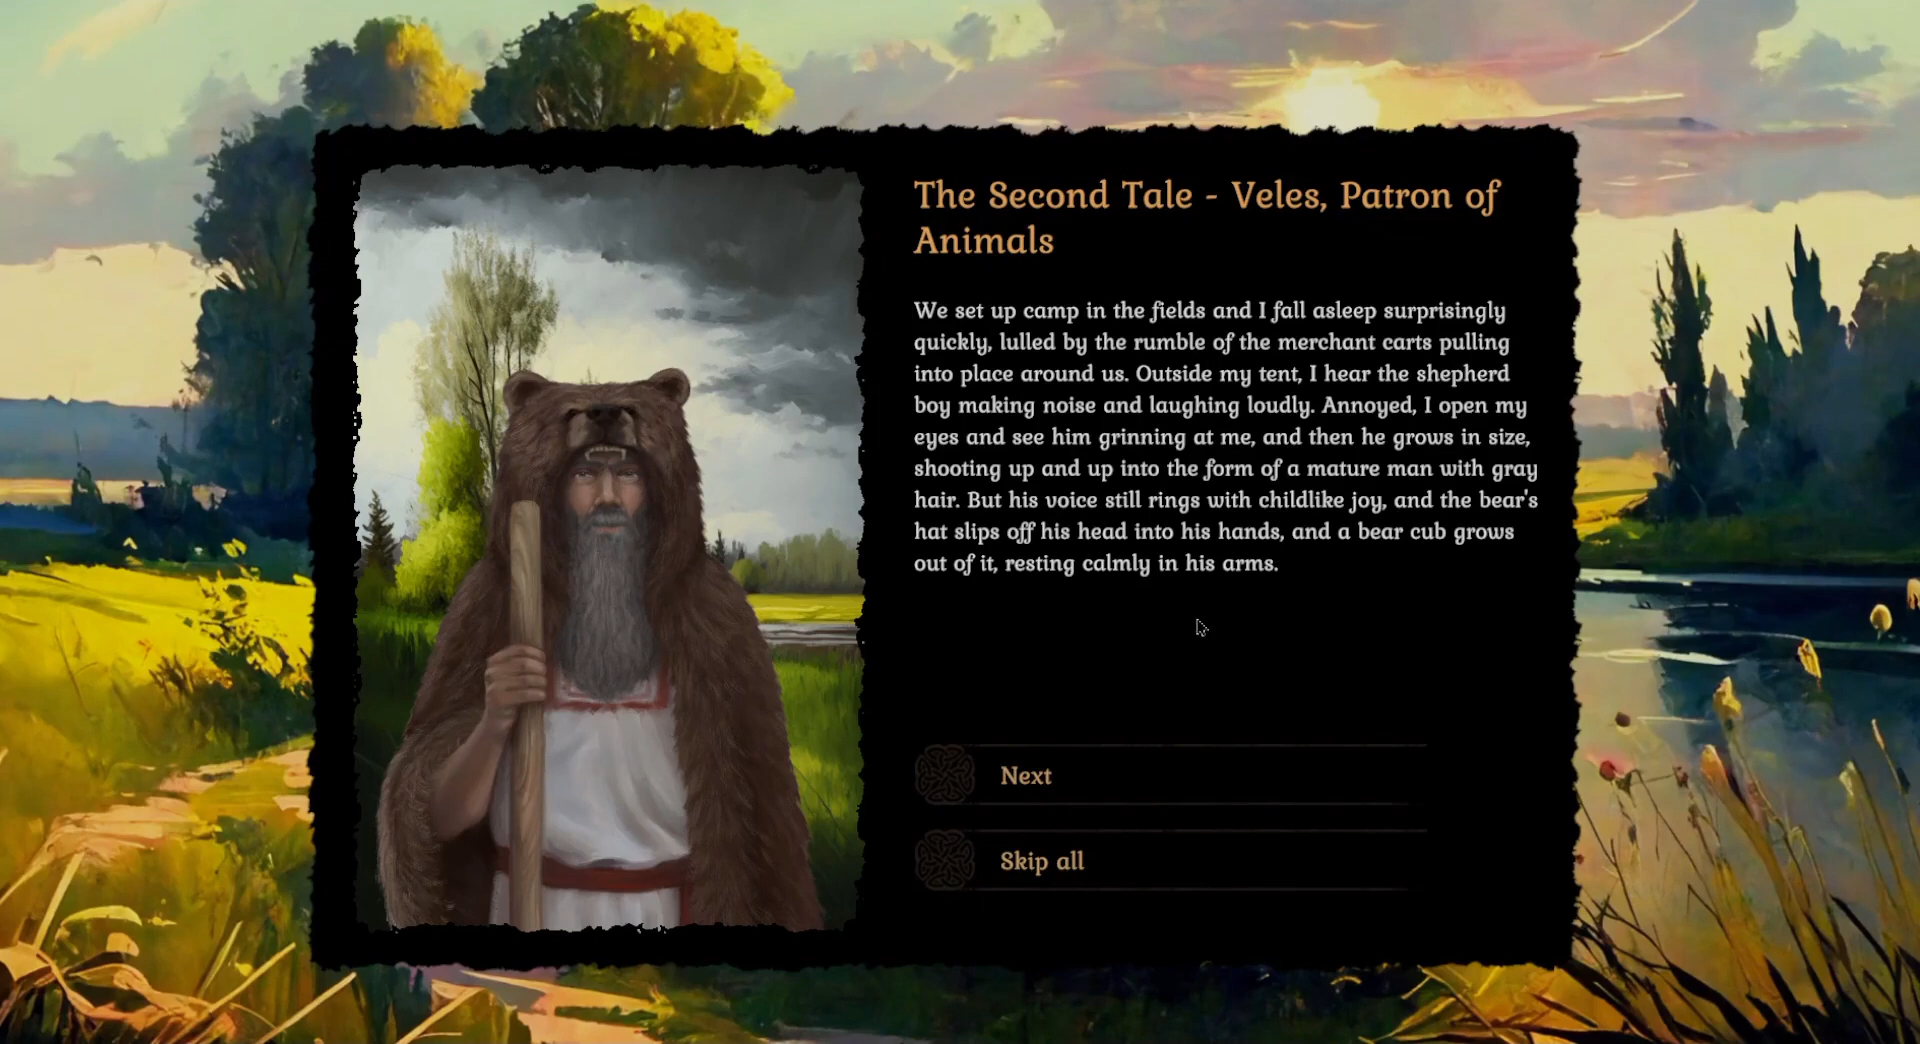 The Second Tale - Veles, Patron of
Animals
We set up camp in the fields and I fall asleep surprisingly
quickly, lulled by the rumble of the merchant carts pulling
into place around us. Outside my tent, I hear the shepherd
boy making noise and laughing loudly. Annoyed, I open my
eyes and see him grinning at me, and then he grows in size,
shooting up and up into the form of a mature man with gray
hair. But his voice still rings with childlike joy, and the bear's
hat slips off his head into his hands, and a bear cub grows
out of it, resting calmly in his arms.
Next
Skip all